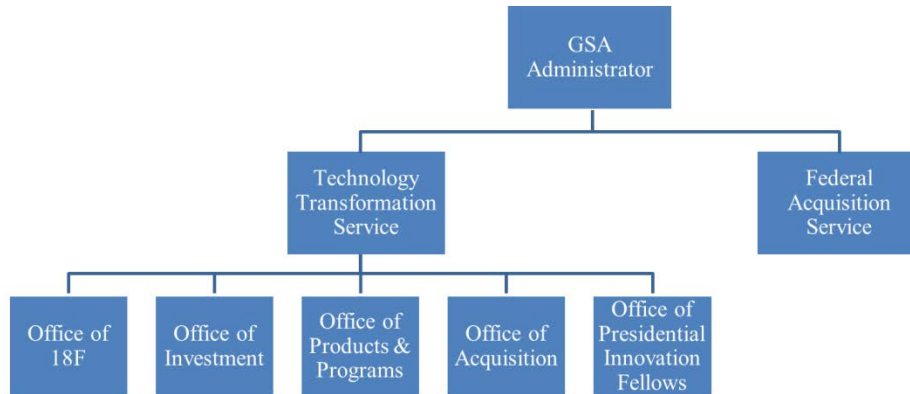 GSA
Administrator
Technology
Transformation
Service
Federal
Acquisition
Service
Office of
18F
Office of
Investment
Office of
Products &
Programs
Office of
Acquisition
Office of
Presidential
Innovation
Fellows